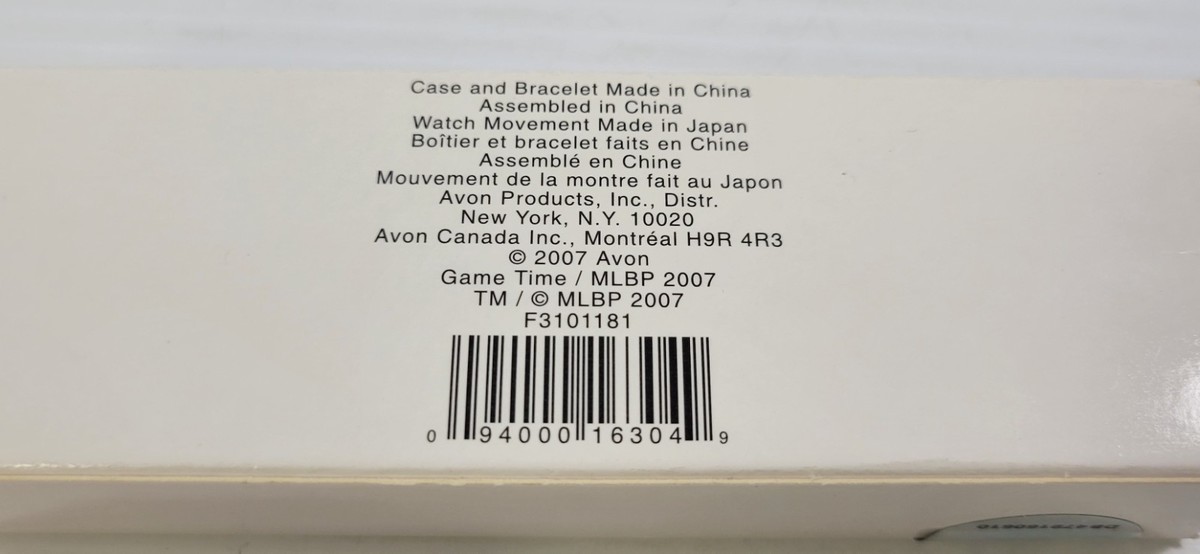 Case and Bracelet Made in China
Assembled in China
Watch Movement Made in Japan
Boîtier et bracelet faits en Chine
Assemblé en Chine
Mouvement de la montre fait au Japon
Avon Products, Inc., Distr.
New York, N.Y. 10020
Avon Canada Inc., Montréal H9R 4R3
© 2007 Avon
Game Time / MLBP 2007
TM / © MLBP 2007
F3101181
0 94000 16304 9